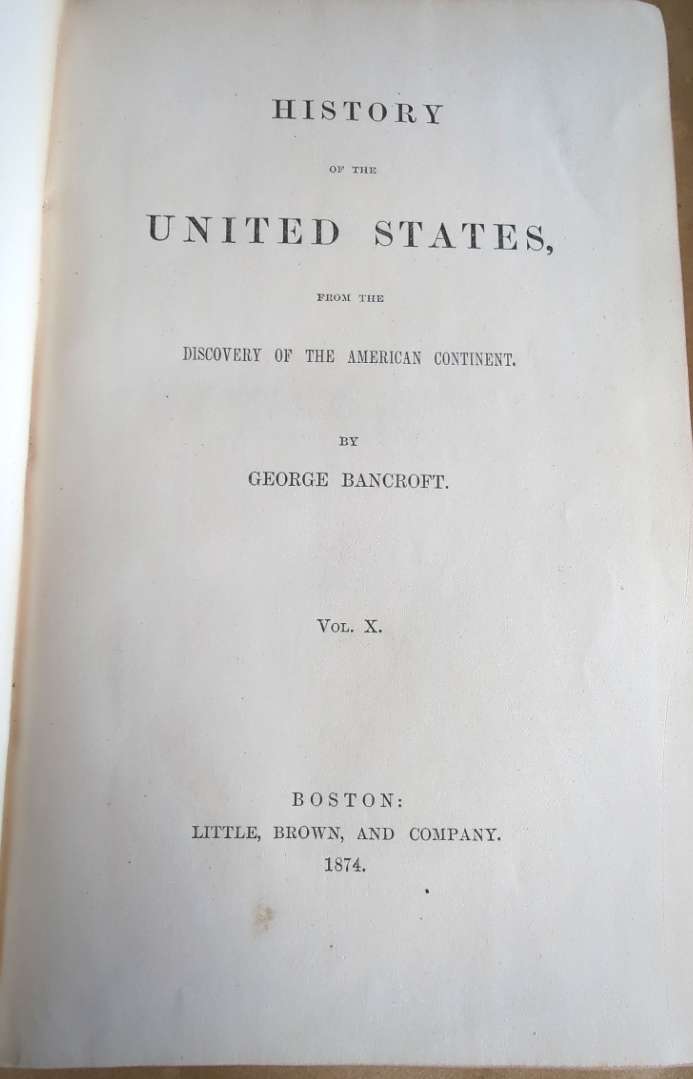 HISTORY
OF THE
UNITED STATES,
FROM THE
DISCOVERY OF THE AMERICAN CONTINENT.
BY
GEORGE BANCROFT.
VOL. X.
BOSTON:
LITTLE, BROWN, AND COMPANY.
1874.